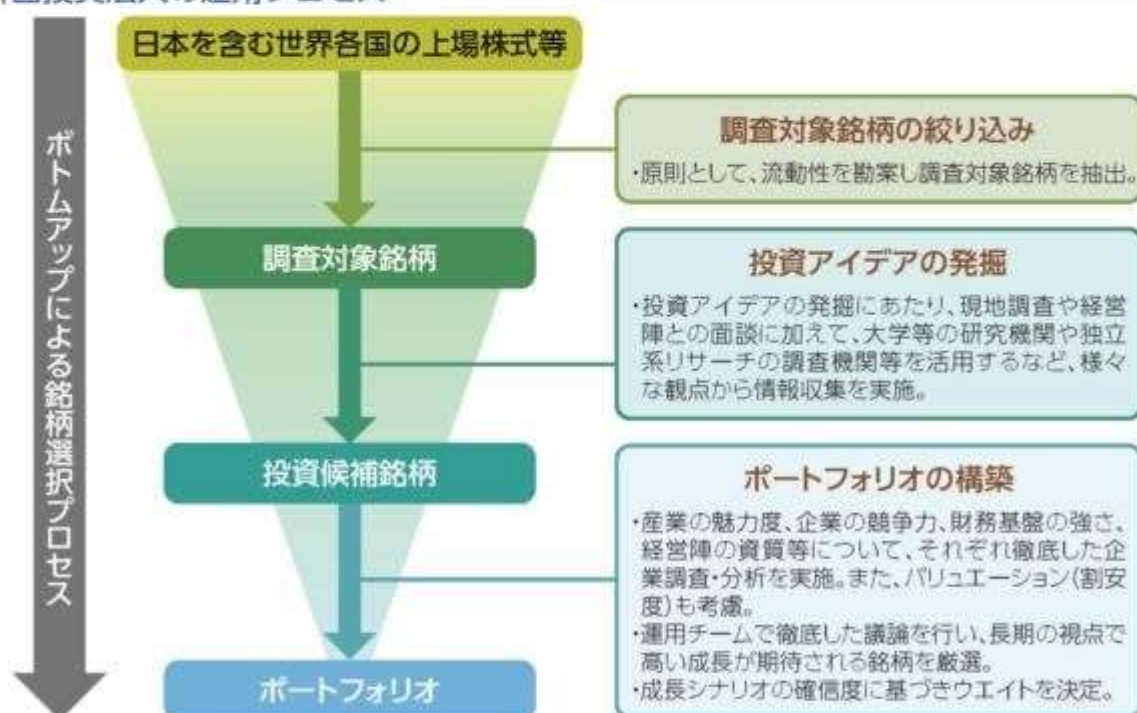 日本を含む世界各国の上場株式等
ボトムアップによる銘柄選択プロセス
調査対象銘柄の絞り込み
・原則として、流動性を勘案し調査対象銘柄を抽出。
調査対象銘柄
投資アイデアの発掘
・投資アイデアの発掘にあたり、現地調査や経営
陣との面談に加えて、大学等の研究機関や独立
系リサーチの調査機関等を活用するなど、様々
な観点から情報収集を実施。
投資候補銘柄
ポートフォリオの構築
・産業の魅力度、企業の競争力、財務基盤の強さ、
経営陣の資質等について、それぞれ徹底した企
業調査・分析を実施。また、バリュエーション(割安
度)も考慮。
・運用チームで徹底した議論を行い、長期の視点で
高い成長が期待される銘柄を厳選。
・成長シナリオの確信度に基づきウエイトを決定。
ポートフォリオ